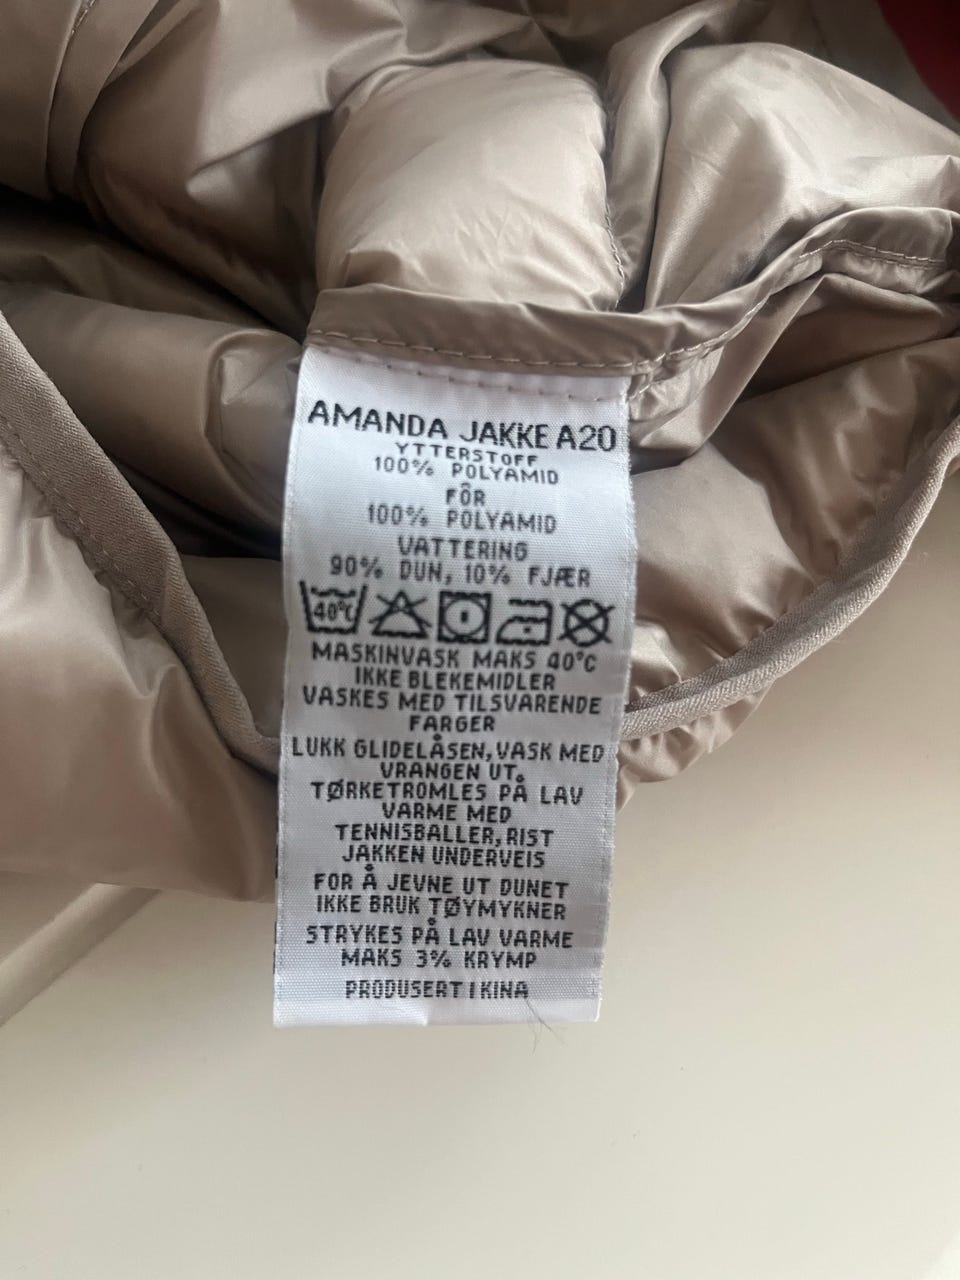 AMANDA JAKKE A20
YTTERSTOFF
100% POLYAMID
FÔR
100% POLYAMID
VATTERING
90% DUN, 10% FJÆR
40°C
MASKINVASK MAKS 40°C
IKKE BLEKEMIDLER
VASKES MED TILSVARENDE
FARGER
LUKK GLIDELÅSEN, VASK MED
VRANGEN UT.
TØRKETROMLES PÅ LAV
VARME MED
TENNISBALLER, RIST
JAKKEN UNDERVEIS
FOR Å JEVNE UT DUNET
IKKE BRUK TØYMYKNER
STRYKES PÅ LAV VARME
MAKS 3% KRYMP
PRODUSERT I KINA